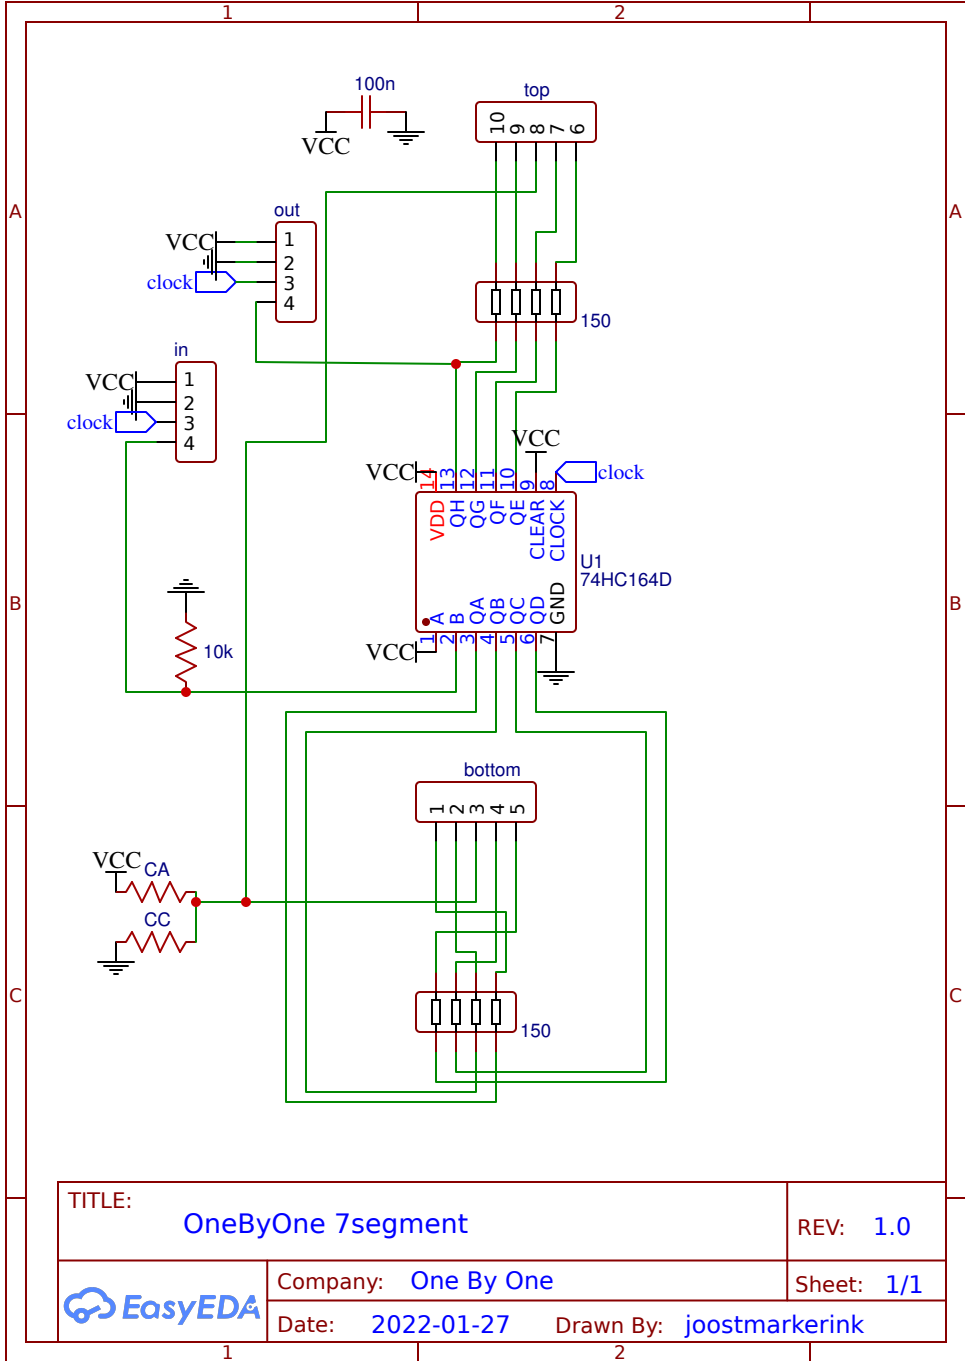 1 2
100n
VCC
top
10 9 8 7 6
A A
out
VCC 1
2
clock 3
4
150
in
VCC 1
2
clock 3
4
VCC
VCC 14 13 12 11 10 9 8 clock
VDD QH QG QF QE CLEAR CLOCK
U1
74HC164D
B B
A B QA QB QC QD GND
VCC 1 2 3 4 5 6 7
10k
bottom
1 2 3 4 5
VCC CA
CC
C C
150
TITLE:
OneByOne 7segment
REV: 1.0
EasyEDA
Company: One By One
Sheet: 1/1
Date: 2022-01-27 Drawn By: joostmarkerink
1 2